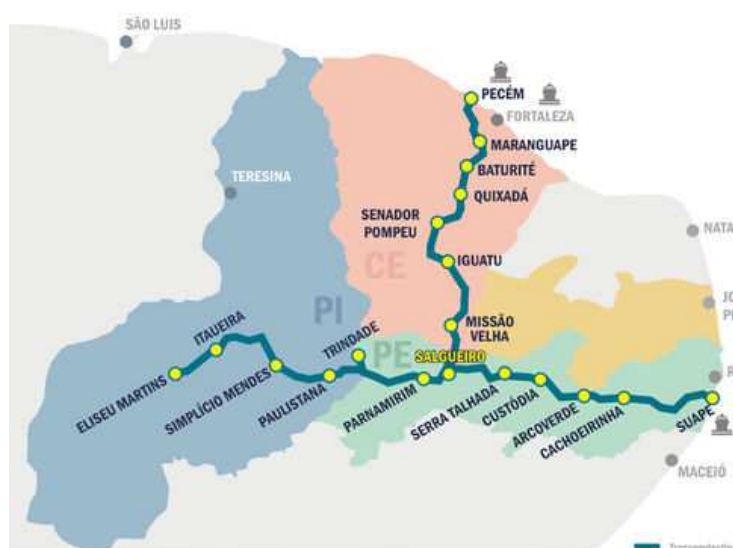 SÃO LUIS
PECÉM
FORTALEZA
MARANGUAPE
BATURITÉ
TERESINA
QUIXADÁ
SENADOR
POMPEU
NATA
IGUATU
CE
PI
MISSÃO
VELHA
ITAUEIRA
TRINDADE
PE
SALGUEIRO
ELISEU MARTINS
SIMPLÍCIO MENDES
PAULISTANA
PARNAMIRIM
SERRA TALHADA
CUSTÓDIA
ARCOVERDE
CACHOEIRINHA
SUAPE
MACEIÓ